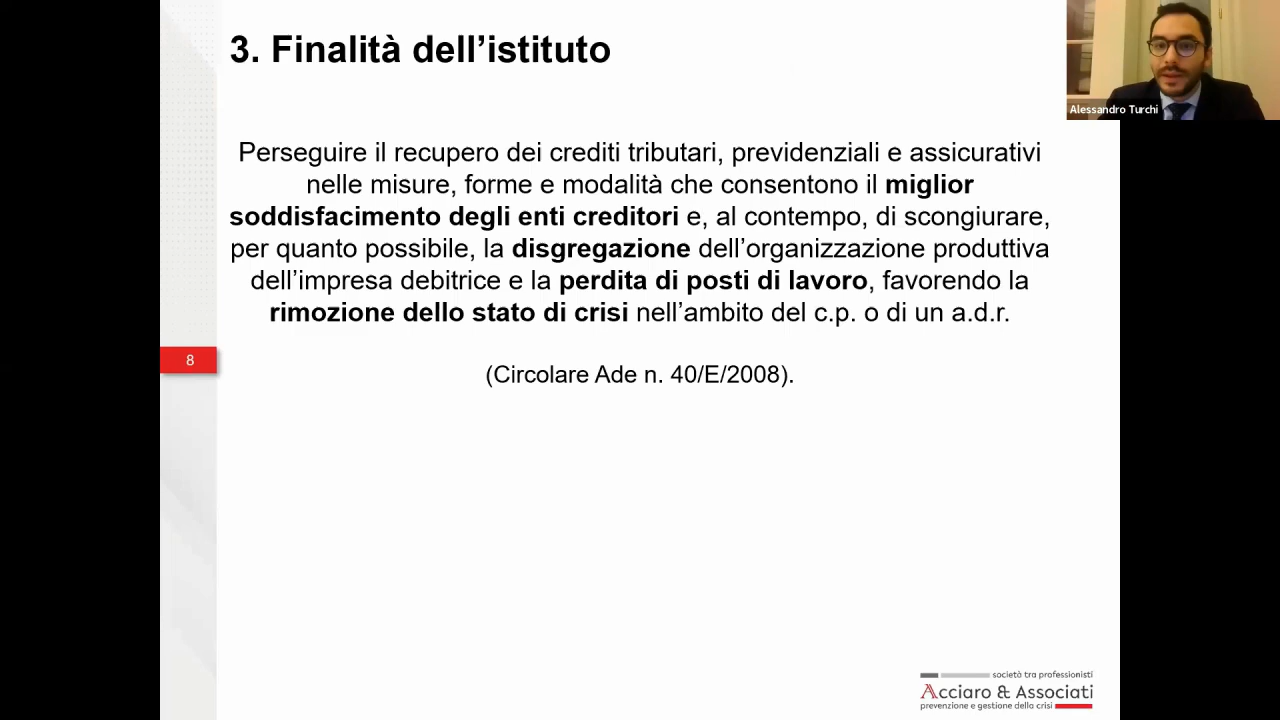 3. Finalità dell’istituto
Alessandro Turchi
Perseguire il recupero dei crediti tributari, previdenziali e assicurativi
nelle misure, forme e modalità che consentono il miglior
soddisfacimento degli enti creditori e, al contempo, di scongiurare,
per quanto possibile, la disgregazione dell’organizzazione produttiva
dell’impresa debitrice e la perdita di posti di lavoro, favorendo la
rimozione dello stato di crisi nell’ambito del c.p. o di un a.d.r.
8
(Circolare Ade n. 40/E/2008).
società tra professionisti
Acciaro & Associati
prevenzione e gestione della crisi